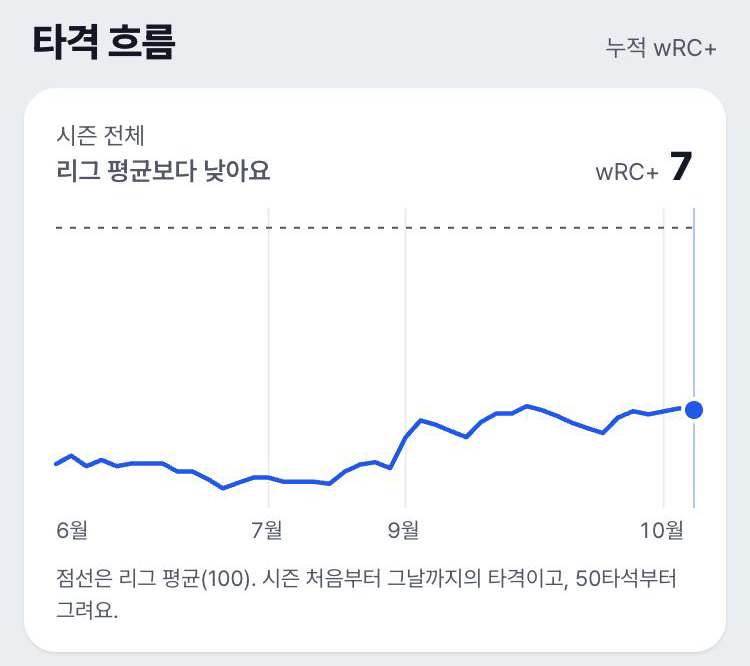 타격 흐름
누적 wRC+
시즌 전체
리그 평균보다 낮아요
wRC+ 7
6월
7월
9월
10월
점선은 리그 평균(100). 시즌 처음부터 그날까지의 타격이고, 50타석부터
그려요.